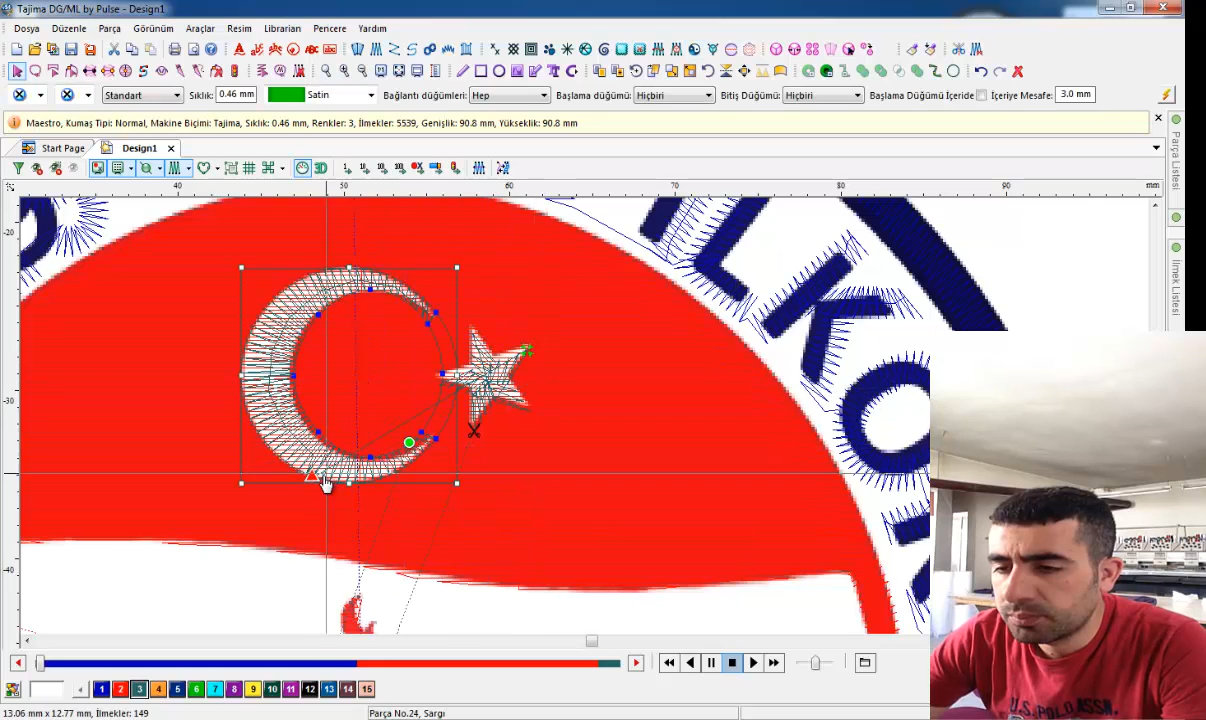 Tajima DG/ML by Pulse - Design1
Dosya Düzenle Parça Görünüm Araçlar Resim Librarian Pencere Yardım
Standart Sıklık: 0.46 mm Satin Bağlantı düğümleri: Hep Başlama düğümü: Hiçbiri Bitiş Düğümü: Hiçbiri Başlama Düğümü İçeride İçeriye Mesafe: 3.0 mm
Maestro, Kumaş Tipi: Normal, Makine Biçimi: Tajima, Sıklık: 0.46 mm, Renkler: 3, İlmekler: 5539, Genişlik: 90.8 mm, Yükseklik: 90.8 mm
Start Page Design1
3D
40 50 60 70 80 90 mm
-20
-30
-40
İLKO
Parça Listesi
İlmek Listesi
U.S. POLO ASSN.
1 2 3 4 5 6 7 8 9 10 11 12 13 14 15
13.06 mm x 12.77 mm, İlmekler: 149 Parça No.24, Sargı